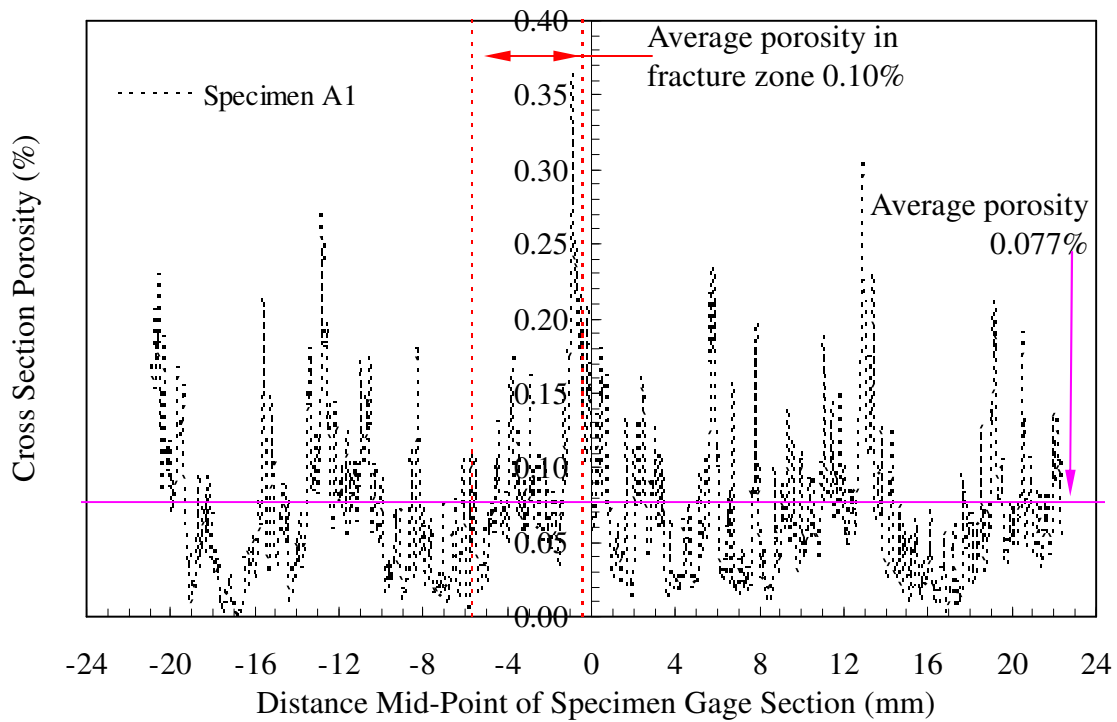 0.40
Average porosity in
fracture zone 0.10%
0.35
Specimen A1
0.30
Average porosity
0.077%
0.25
0.20
0.15
0.10
0.05
0.00
Cross Section Porosity (%)
-24 -20 -16 -12 -8 -4 0 4 8 12 16 20 24
Distance Mid-Point of Specimen Gage Section (mm)